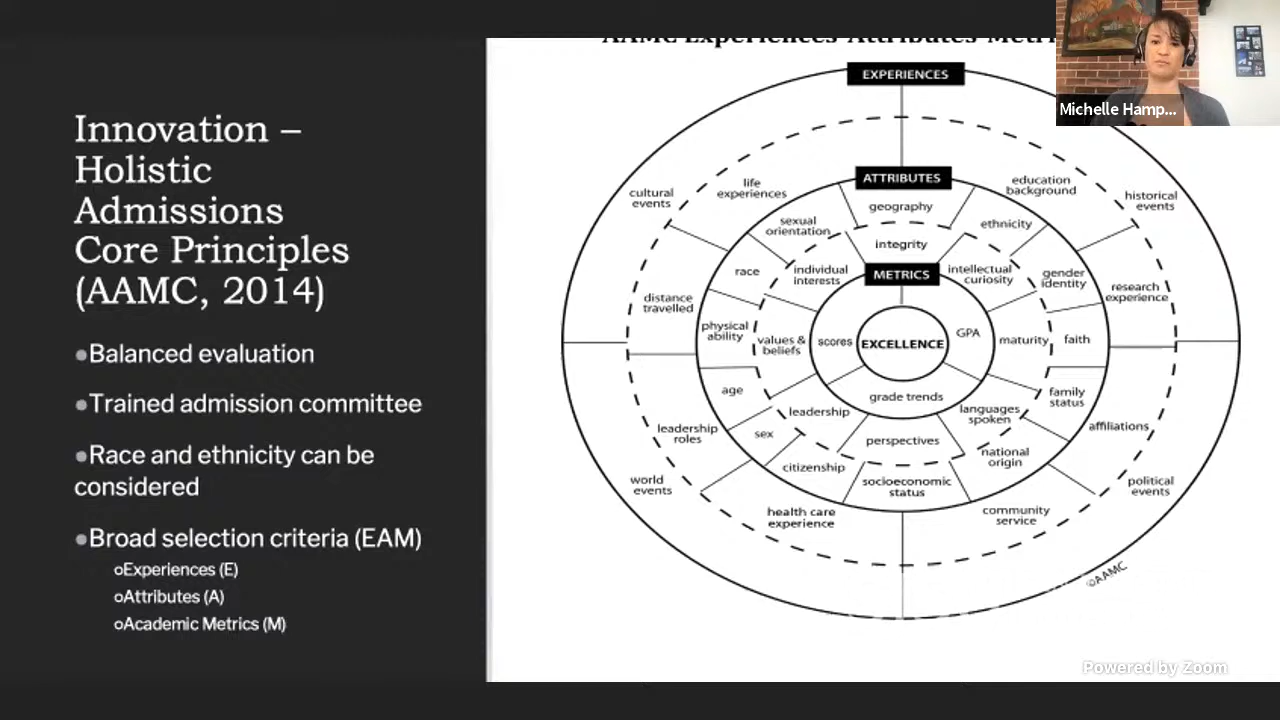 AAMC Experiences-Attributes-Metri
EXPERIENCES
Michelle Hamp...
Innovation –
Holistic
Admissions
Core Principles
(AAMC, 2014)
●Balanced evaluation
●Trained admission committee
●Race and ethnicity can be
considered
●Broad selection criteria (EAM)
oExperiences (E)
oAttributes (A)
oAcademic Metrics (M)
cultural
events
life
experiences
ATTRIBUTES
education
background
historical
events
geography
sexual
orientation
ethnicity
integrity
race
individual
interests
METRICS
intellectual
curiosity
gender
identity
research
experience
distance
travelled
physical
ability
values &
beliefs
scores
EXCELLENCE
GPA
maturity
faith
age
leadership
grade trends
languages
spoken
family
status
leadership
roles
sex
perspectives
affiliations
citizenship
national
origin
world
events
socioeconomic
status
political
events
health care
experience
community
service
©AAMC
Powered by Zoom